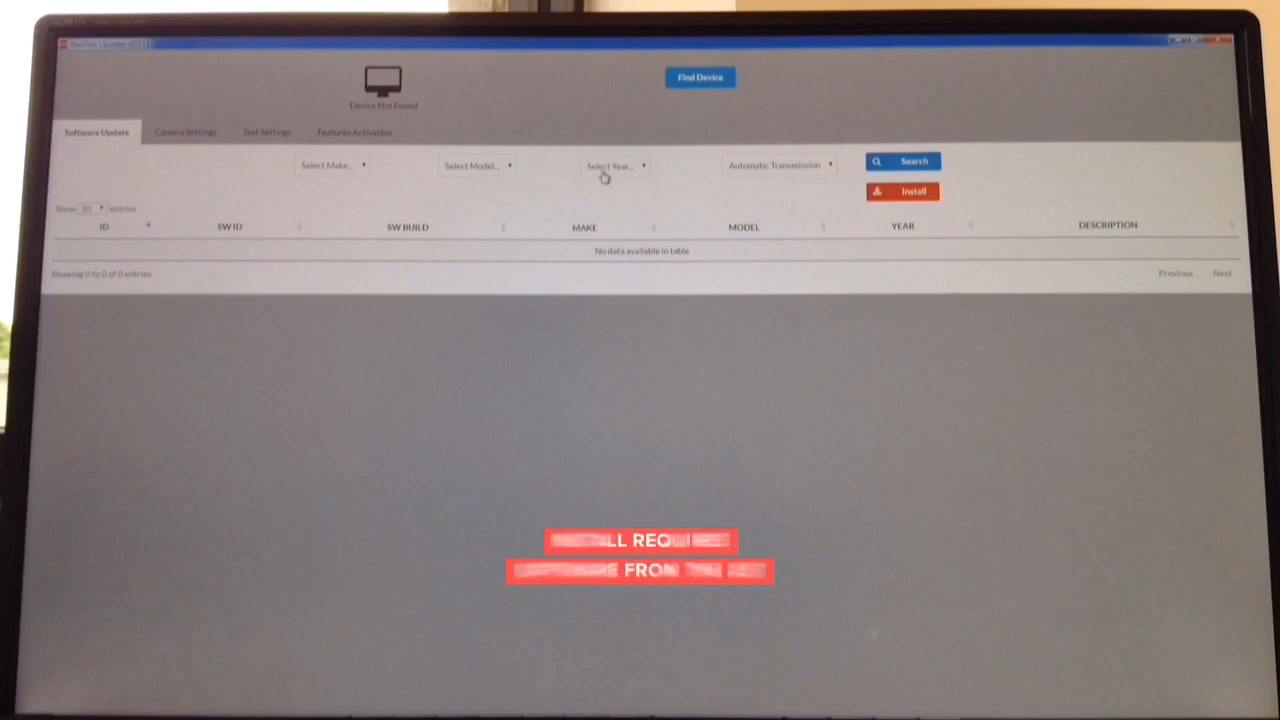 Device Not Found
Find Device
Software Update Camera Settings Text Settings Features Activation
Select Make... Select Model... Select Year... Automatic Transmission Search
Install
Show 10 entries
ID SW ID SW BUILD MAKE MODEL YEAR DESCRIPTION
No data available in table
Showing 0 to 0 of 0 entries Previous Next
FROM